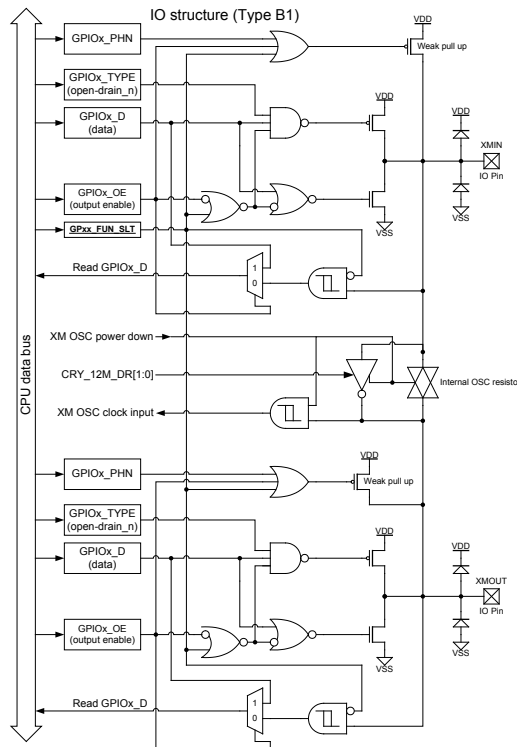 IO structure (Type B1)
VDD
GPIOx_PHN
Weak pull up
GPIOx_TYPE
(open-drain_n)
VDD
VDD
GPIOx_D
(data)
XMIN
IO Pin
GPIOx_OE
(output enable)
VSS
VSS
GPxx_FUN_SLT
Read GPIOx_D
1
0
CPU data bus
XM OSC power down
CRY_12M_DR[1:0]
Internal OSC resisto
XM OSC clock input
VDD
GPIOx_PHN
Weak pull up
GPIOx_TYPE
(open-drain_n)
VDD
VDD
GPIOx_D
(data)
XMOUT
IO Pin
GPIOx_OE
(output enable)
VSS
VSS
Read GPIOx_D
1
0